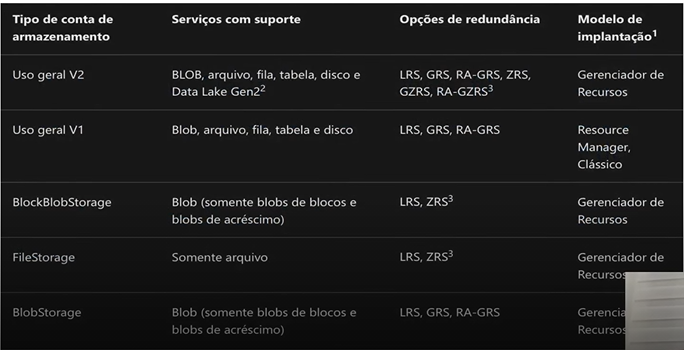 Tipo de conta de armazenamento
Serviços com suporte
Opções de redundância
Modelo de implantação1
Uso geral V2
BLOB, arquivo, fila, tabela, disco e
Data Lake Gen22
LRS, GRS, RA-GRS, ZRS,
GZRS, RA-GZRS3
Gerenciador de
Recursos
Uso geral V1
Blob, arquivo, fila, tabela e disco
LRS, GRS, RA-GRS
Resource
Manager,
Clássico
BlockBlobStorage
Blob (somente blobs de blocos e
blobs de acréscimo)
LRS, ZRS3
Gerenciador de
Recursos
FileStorage
Somente arquivo
LRS, ZRS3
Gerenciador de
Recursos
BlobStorage
Blob (somente blobs de blocos e
blobs de acréscimo)
LRS, GRS, RA-GRS
Recursos